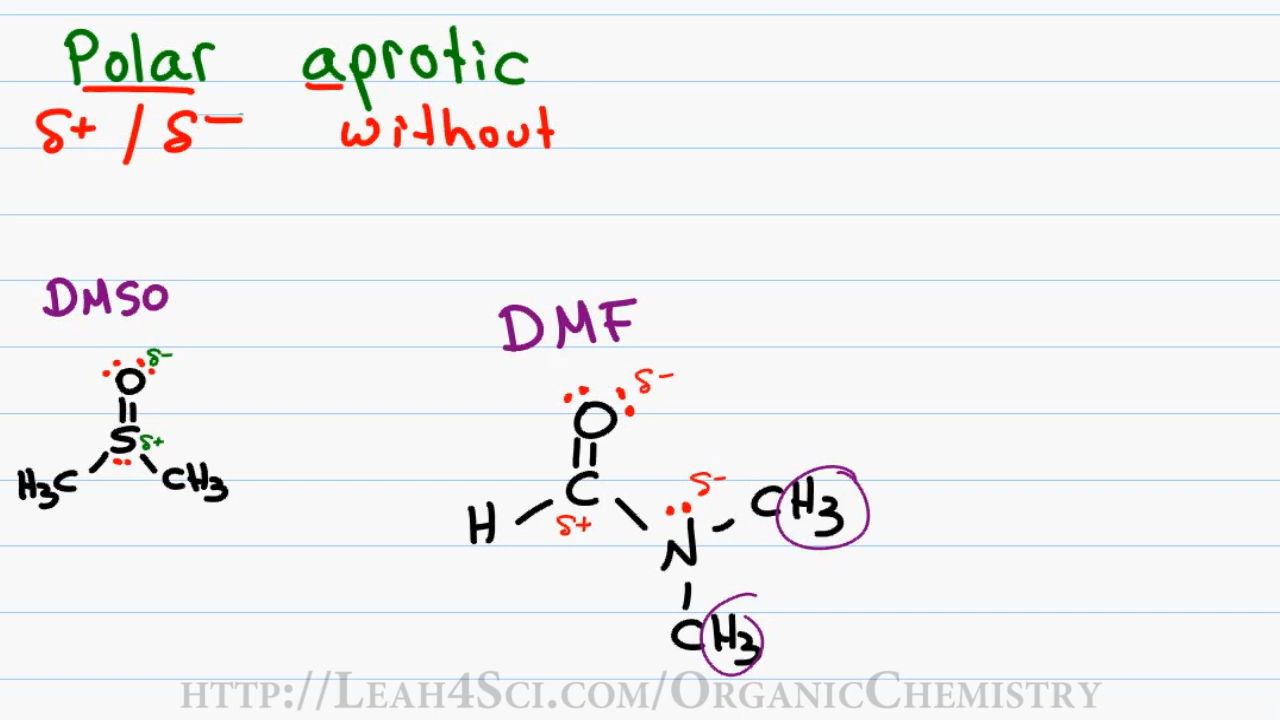 Polar aprotic
δ+ / δ- without
DMSO
DMF
O δ-
S δ+
H3C CH3
O δ-
C δ+
H N δ- CH3
CH3
HTTP://LEAH4SCI.COM/ORGANICCHEMISTRY